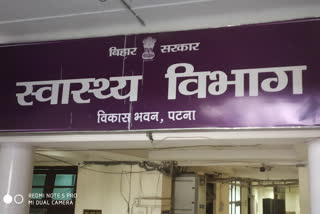 बिहार सरकार
स्वास्थ्य विभाग
विकास भवन, पटना
REDMI NOTE 5 PRO
MI DUAL CAMERA